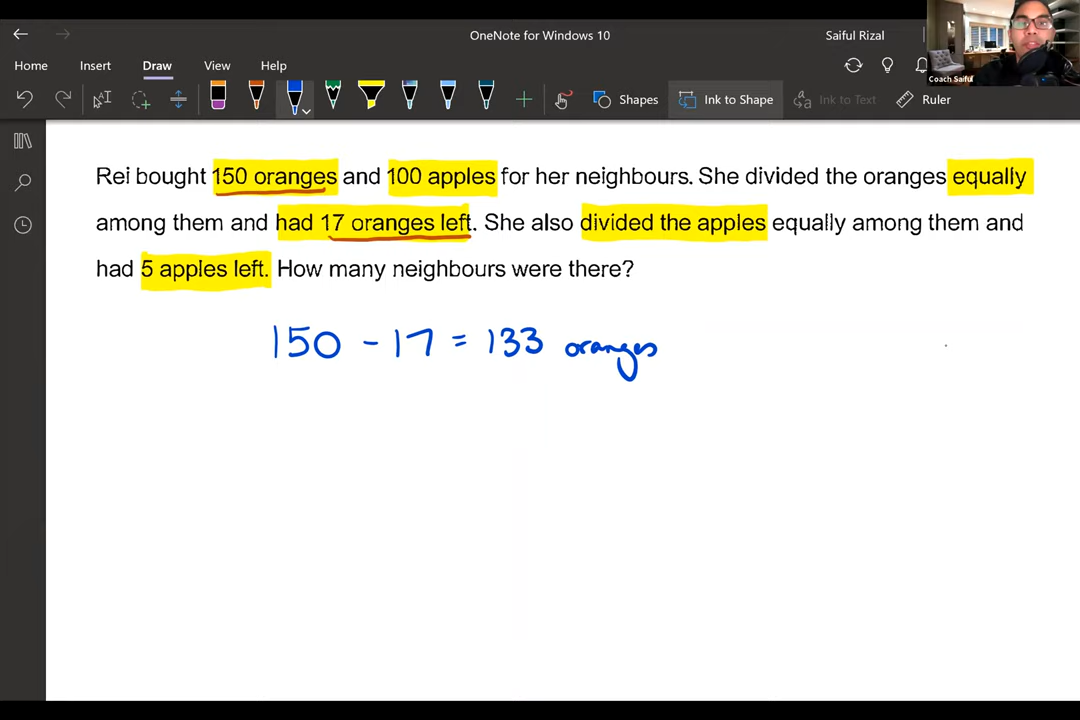 OneNote for Windows 10
Saiful Rizal
Home Insert Draw View Help
Coach Saiful
Shapes Ink to Shape Ink to Text Ruler
Rei bought 150 oranges and 100 apples for her neighbours. She divided the oranges equally
among them and had 17 oranges left. She also divided the apples equally among them and
had 5 apples left. How many neighbours were there?
150 - 17 = 133 oranges